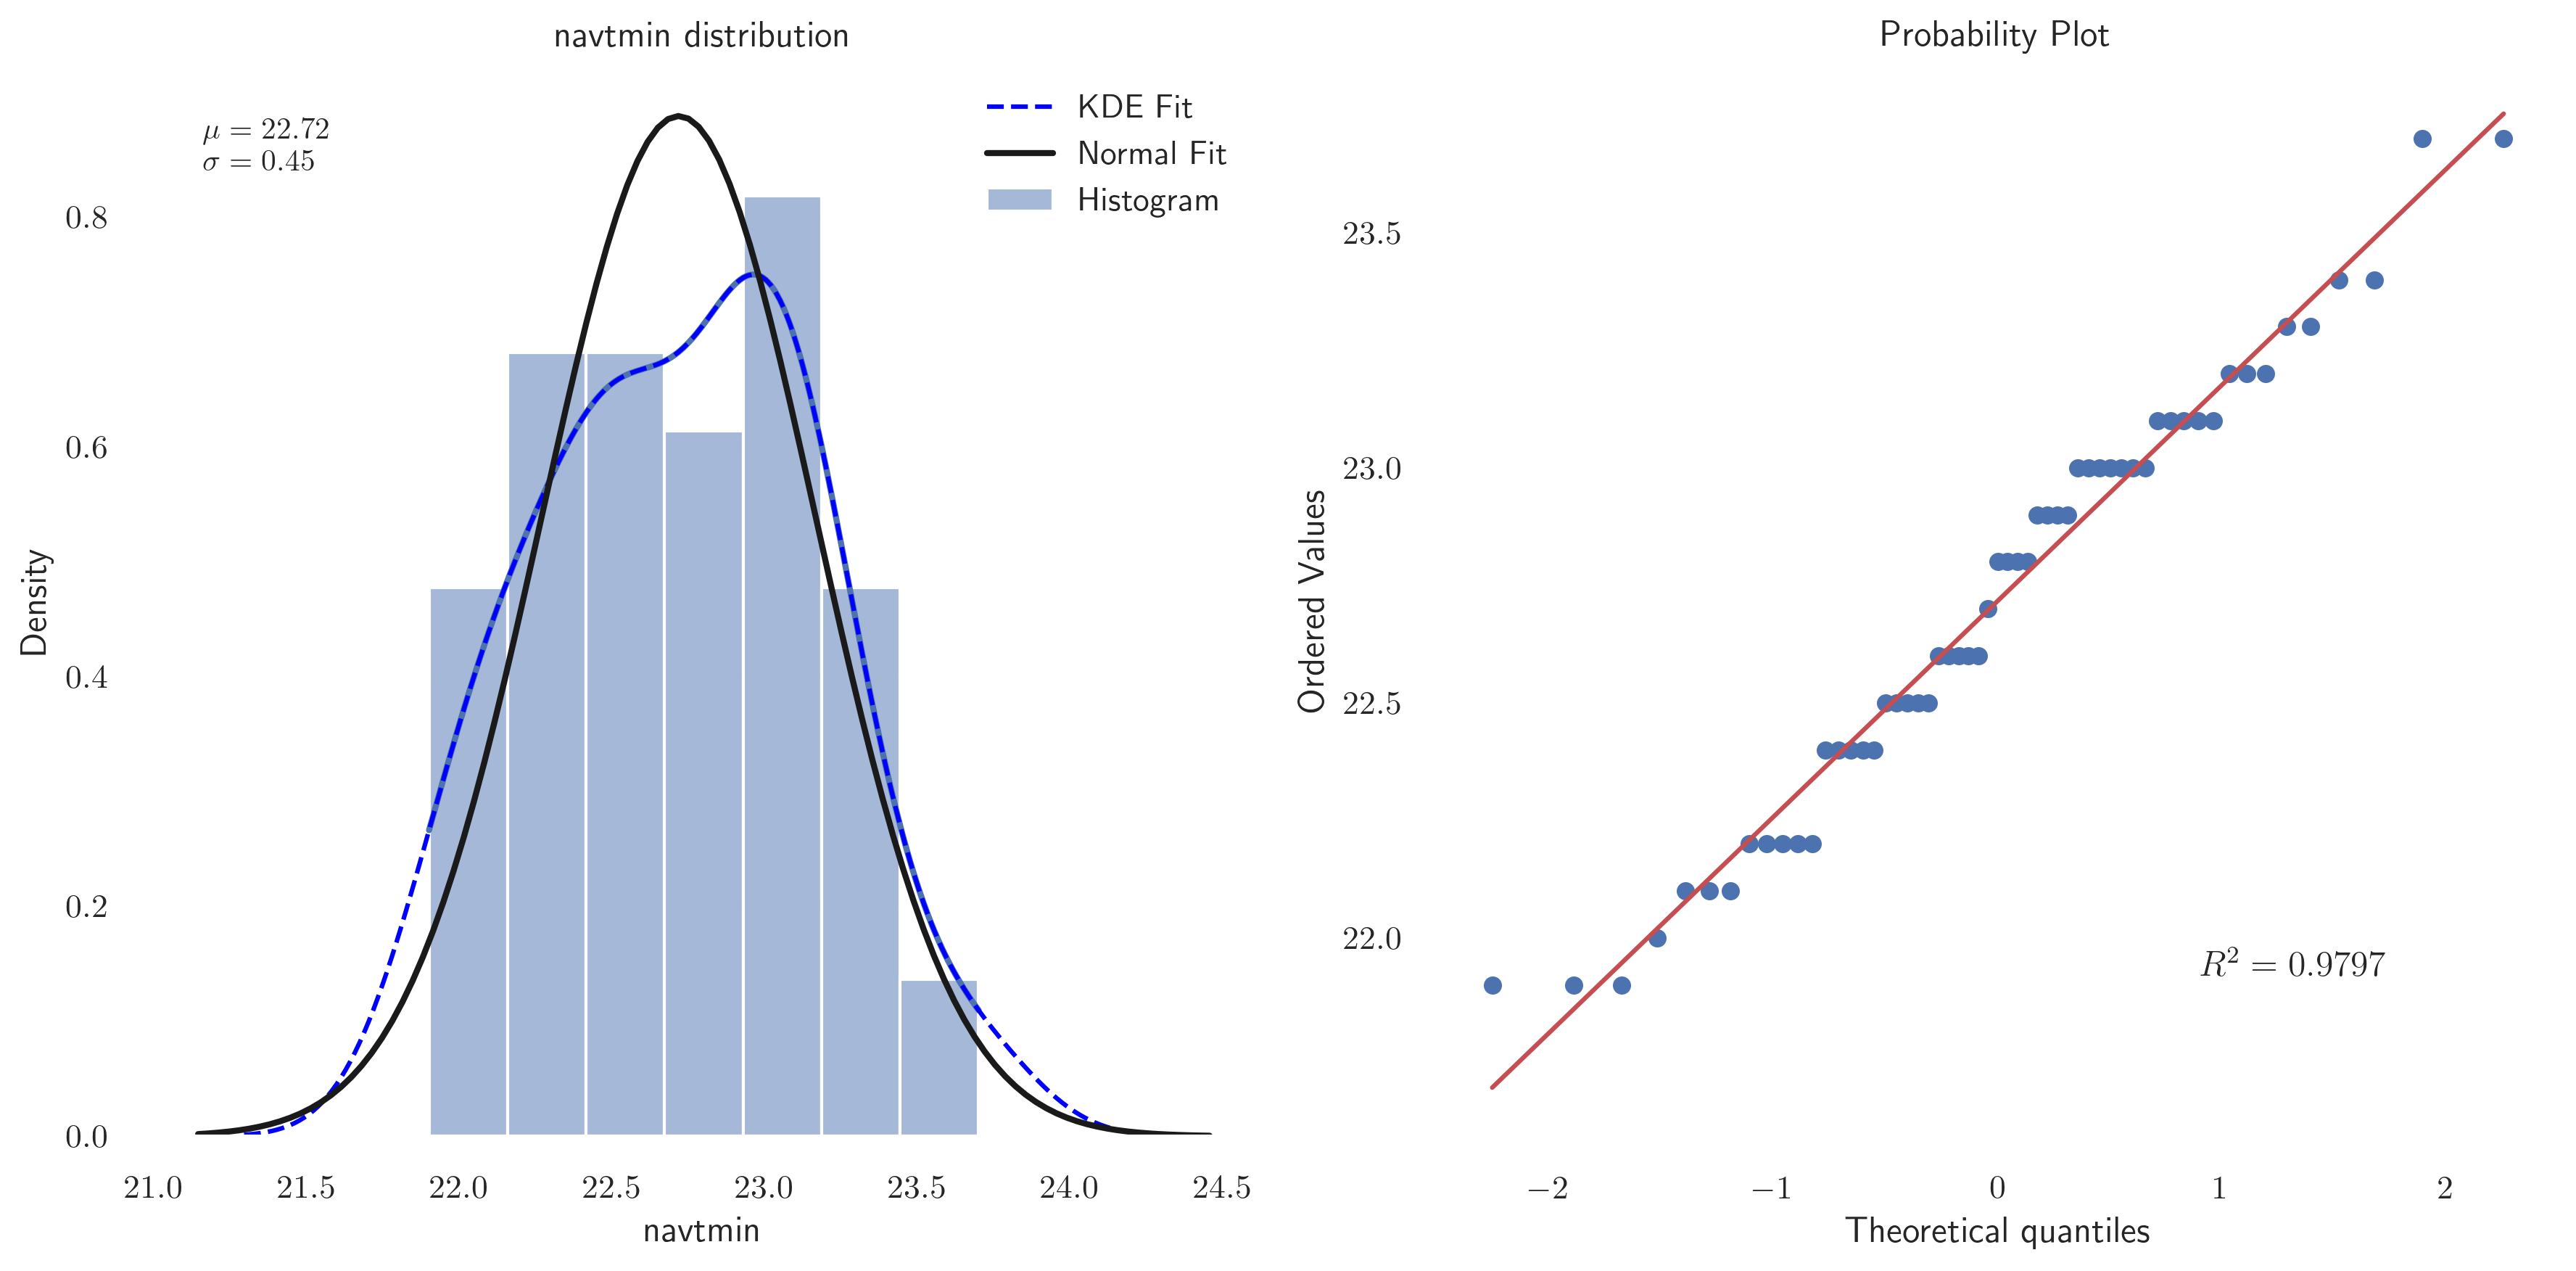 navtmin distribution
μ = 22.72
σ = 0.45
KDE Fit
Normal Fit
Histogram
Density
0.8
0.6
0.4
0.2
0.0
21.0 21.5 22.0 22.5 23.0 23.5 24.0 24.5
navtmin
Probability Plot
Ordered Values
23.5
23.0
22.5
22.0
R² = 0.9797
−2 −1 0 1 2
Theoretical quantiles